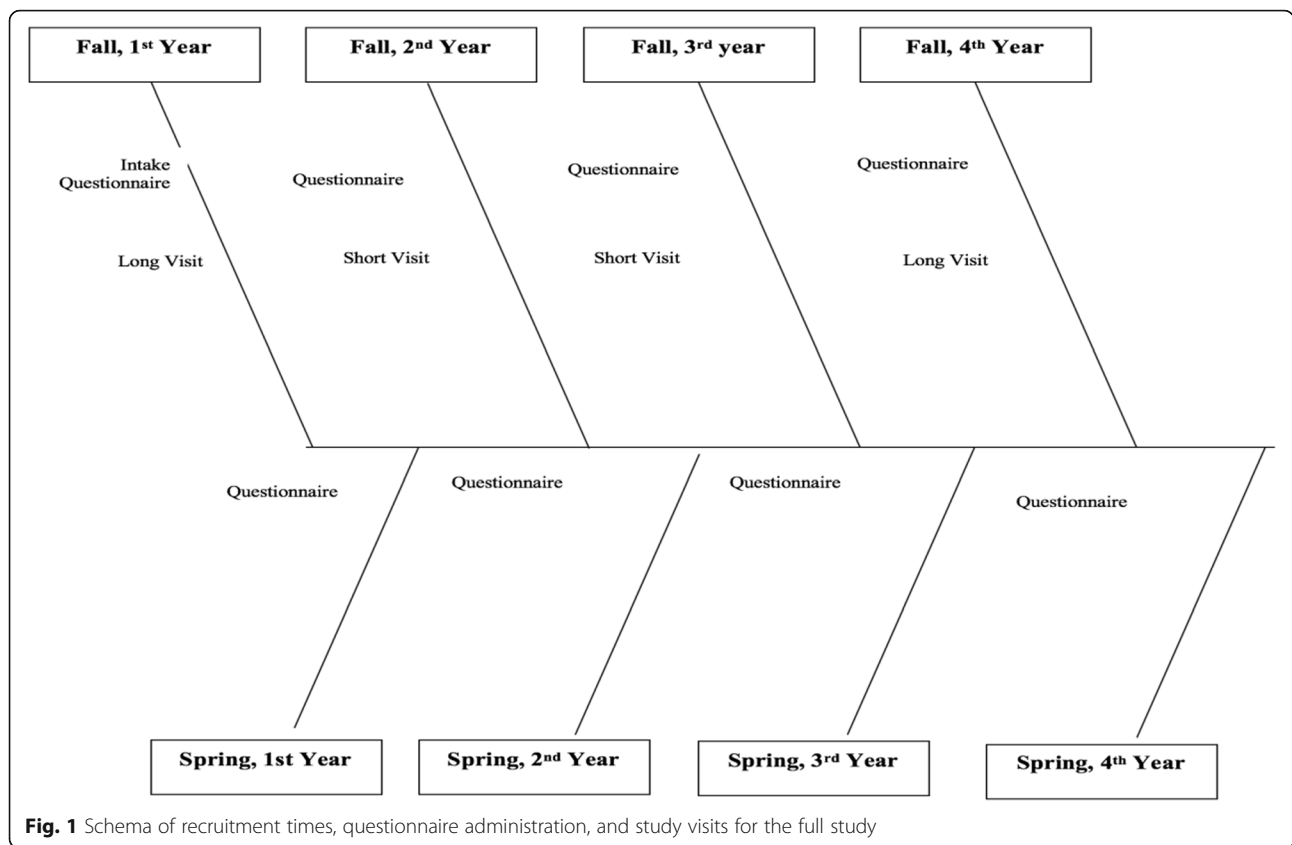 Fall, 1st Year
Fall, 2nd Year
Fall, 3rd year
Fall, 4th Year
Intake
Questionnaire
Questionnaire
Questionnaire
Questionnaire
Long Visit
Short Visit
Short Visit
Long Visit
Questionnaire
Questionnaire
Questionnaire
Questionnaire
Spring, 1st Year
Spring, 2nd Year
Spring, 3rd Year
Spring, 4th Year
Fig. 1 Schema of recruitment times, questionnaire administration, and study visits for the full study